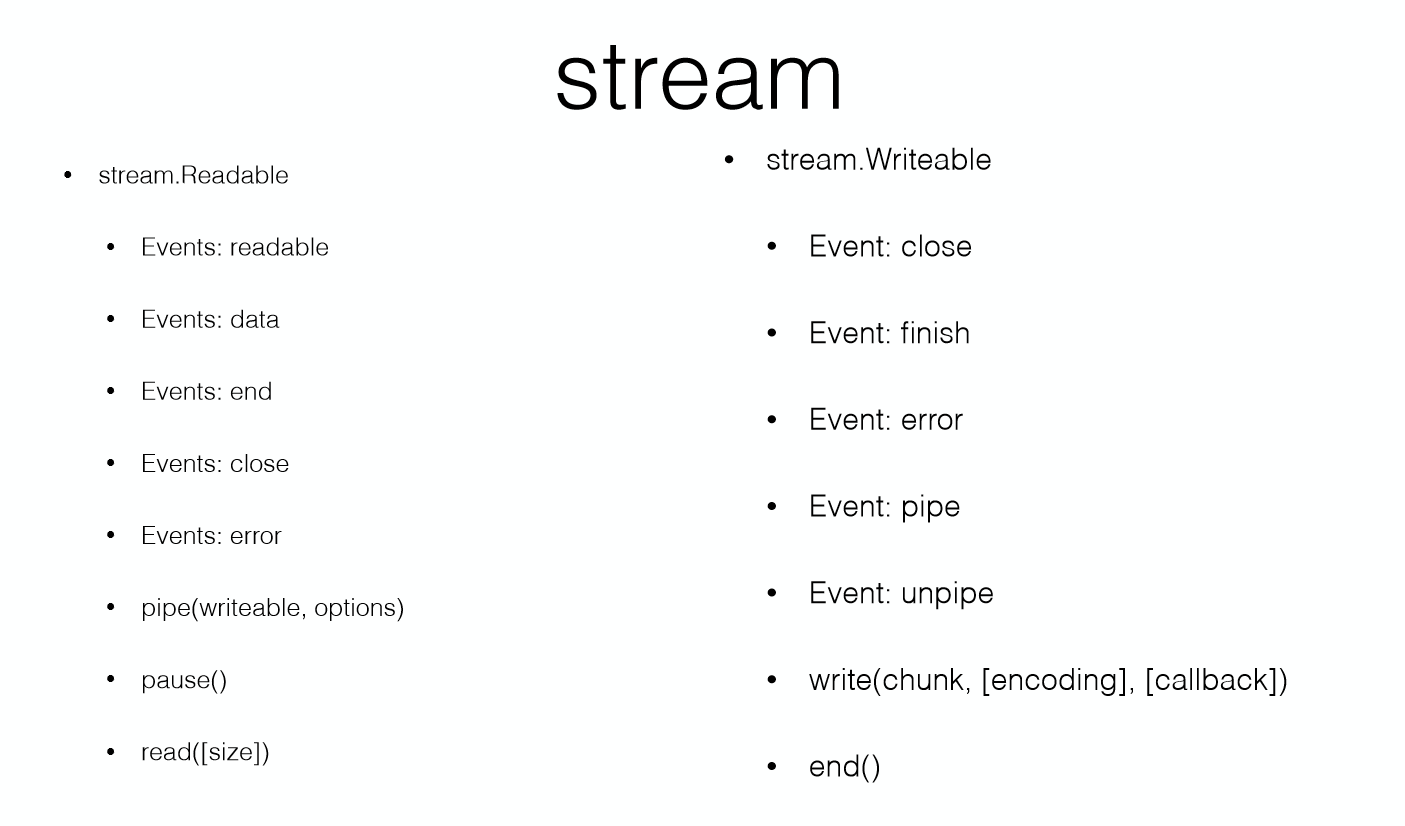 stream
• stream.Readable
• Events: readable
• Events: data
• Events: end
• Events: close
• Events: error
• pipe(writeable, options)
• pause()
• read([size])
• stream.Writeable
• Event: close
• Event: finish
• Event: error
• Event: pipe
• Event: unpipe
• write(chunk, [encoding], [callback])
• end()